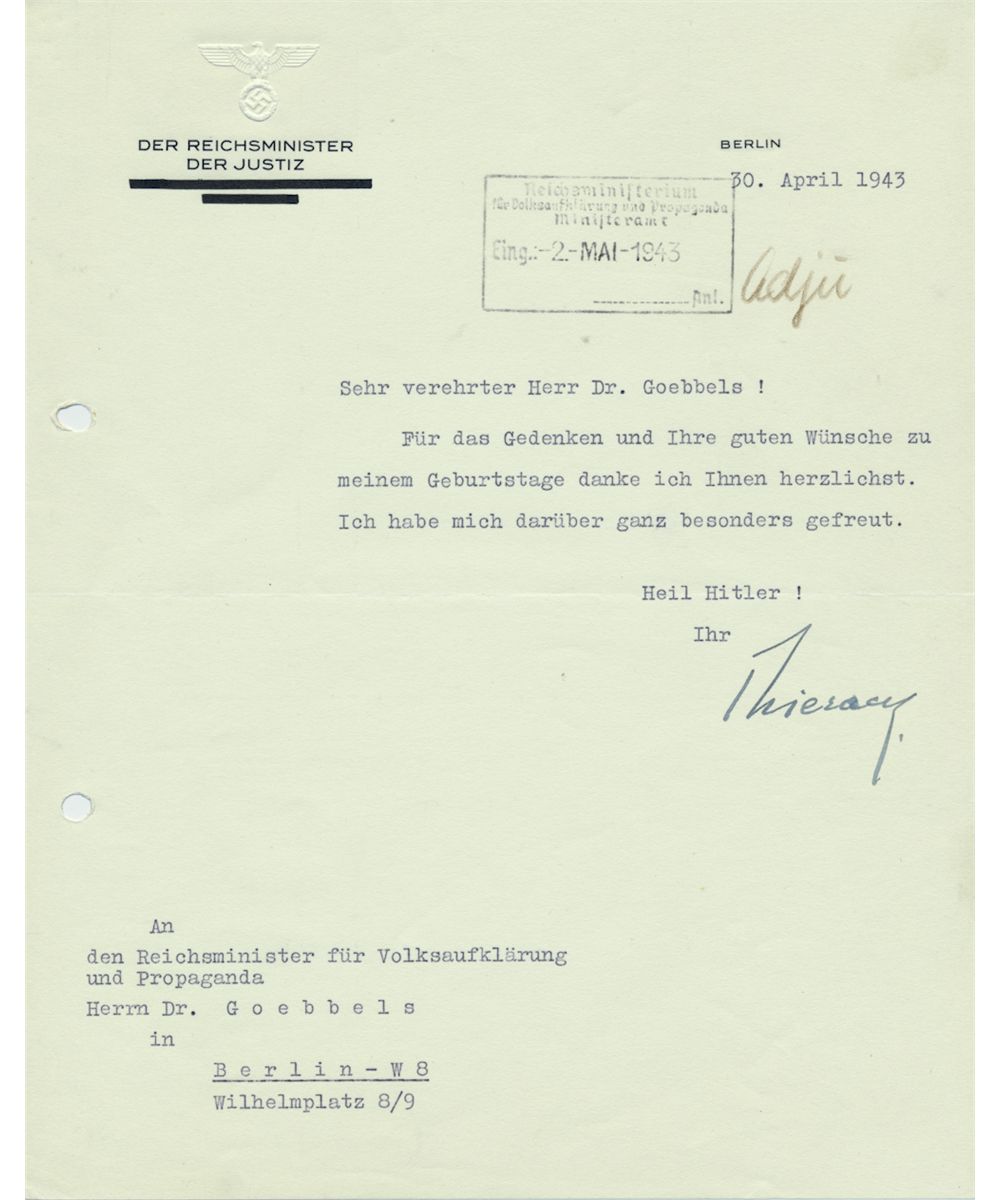 DER REICHSMINISTER
DER JUSTIZ
BERLIN
30. April 1943
Reichsministerium
für Volksaufklärung und Propaganda
Ministeramt
Eing.: -2.-MAI-1943
Anl.
Adju
Sehr verehrter Herr Dr. Goebbels !
Für das Gedenken und Ihre guten Wünsche zu
meinem Geburtstage danke ich Ihnen herzlichst.
Ich habe mich darüber ganz besonders gefreut.
Heil Hitler !
Ihr
Thierack
An
den Reichsminister für Volksaufklärung
und Propaganda
Herrn Dr. G o e b b e l s
in
B e r l i n - W 8
Wilhelmplatz 8/9